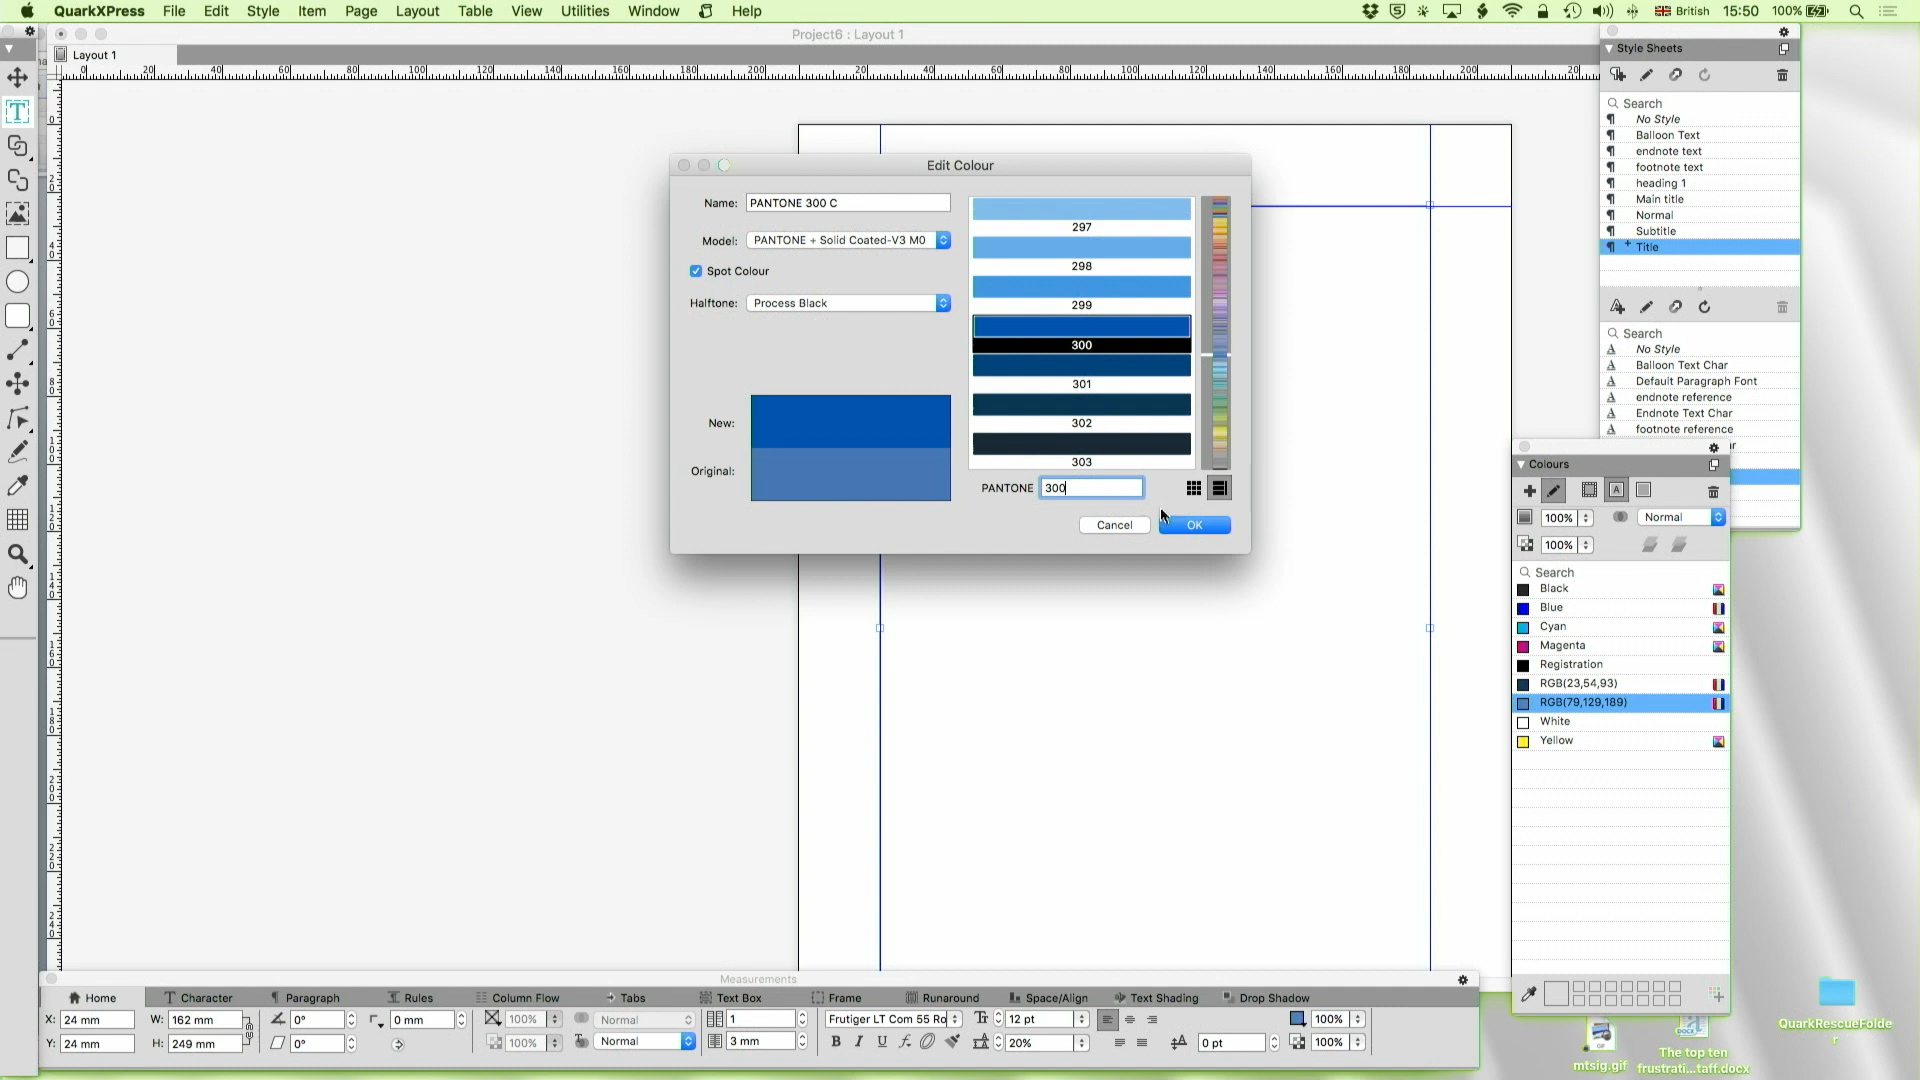 QuarkXPress File Edit Style Item Page Layout Table View Utilities Window Help
British 15:50 100%
Project6 : Layout 1
Layout 1
Edit Colour
Name: PANTONE 300 C
Model: PANTONE + Solid Coated-V3 M0
Spot Colour
Halftone: Process Black
New:
Original:
297
298
299
300
301
302
303
PANTONE 300
Cancel OK
Style Sheets
Search
No Style
Balloon Text
endnote text
footnote text
heading 1
Main title
Normal
Subtitle
Title
Search
No Style
Balloon Text Char
Default Paragraph Font
endnote reference
Endnote Text Char
footnote reference
Colours
100% Normal
100%
Search
Black
Blue
Cyan
Magenta
Registration
RGB(23,54,93)
RGB(79,129,189)
White
Yellow
Measurements
Home Character Paragraph Rules Column Flow Tabs Text Box Frame Runaround Space/Align Text Shading Drop Shadow
X: 24 mm W: 162 mm 0° 0 mm 100% Normal 1 Frutiger LT Com 55 Ro 12 pt 100%
Y: 24 mm H: 249 mm 0° 100% Normal 3 mm B I U 20% 0 pt 100%
QuarkRescueFolde
r
mtsig.gif
The top ten
frustrati...taff.docx